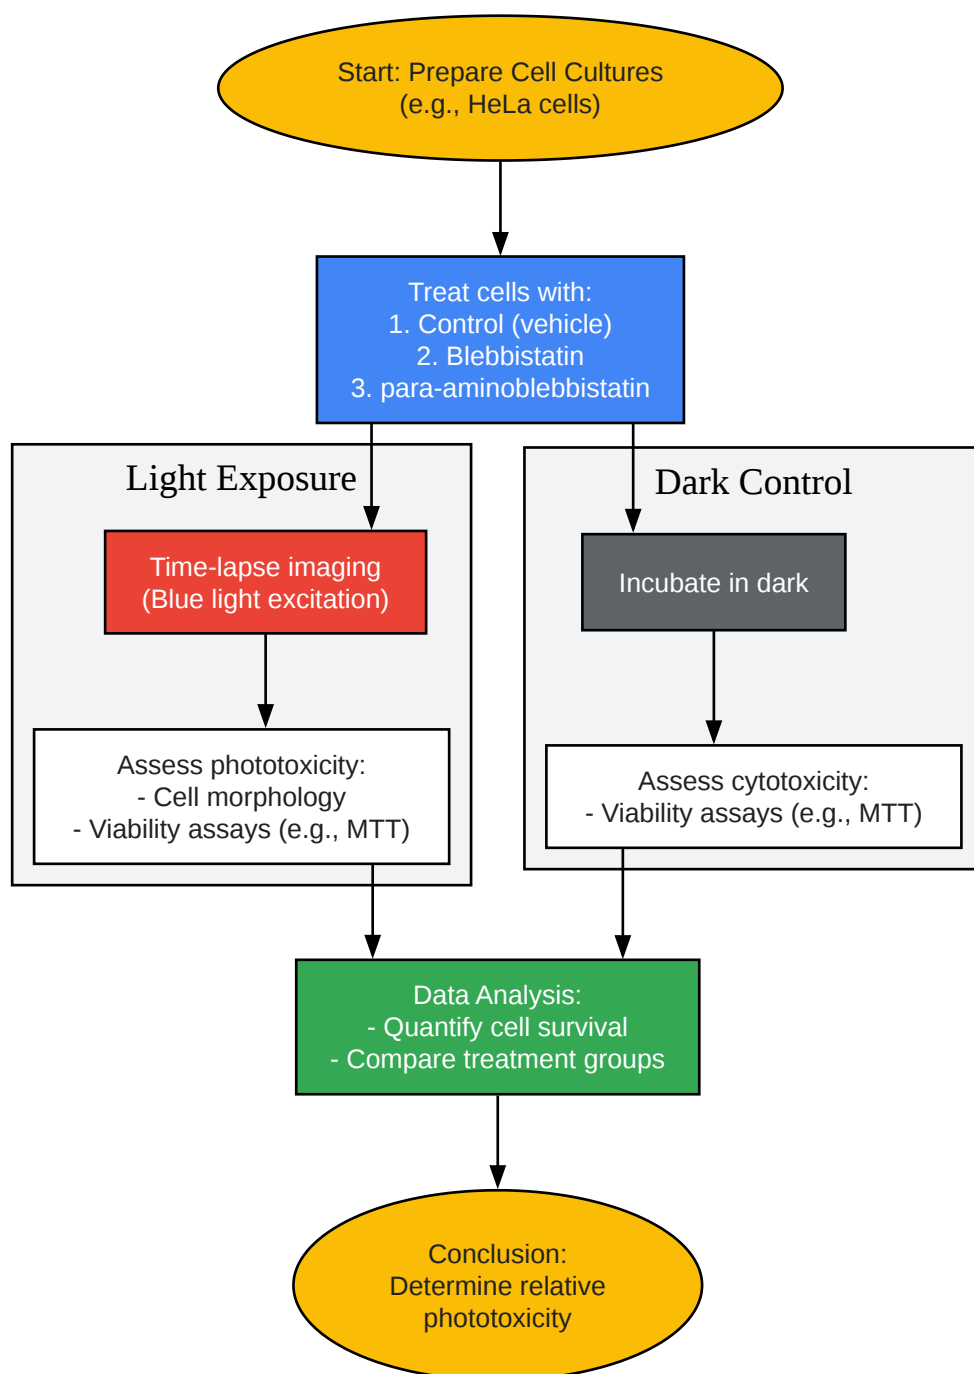 Start: Prepare Cell Cultures
(e.g., HeLa cells)
Treat cells with:
1. Control (vehicle)
2. Blebbistatin
3. para-aminoblebbistatin
Light Exposure
Time-lapse imaging
(Blue light excitation)
Assess phototoxicity:
- Cell morphology
- Viability assays (e.g., MTT)
Dark Control
Incubate in dark
Assess cytotoxicity:
- Viability assays (e.g., MTT)
Data Analysis:
- Quantify cell survival
- Compare treatment groups
Conclusion:
Determine relative
phototoxicity